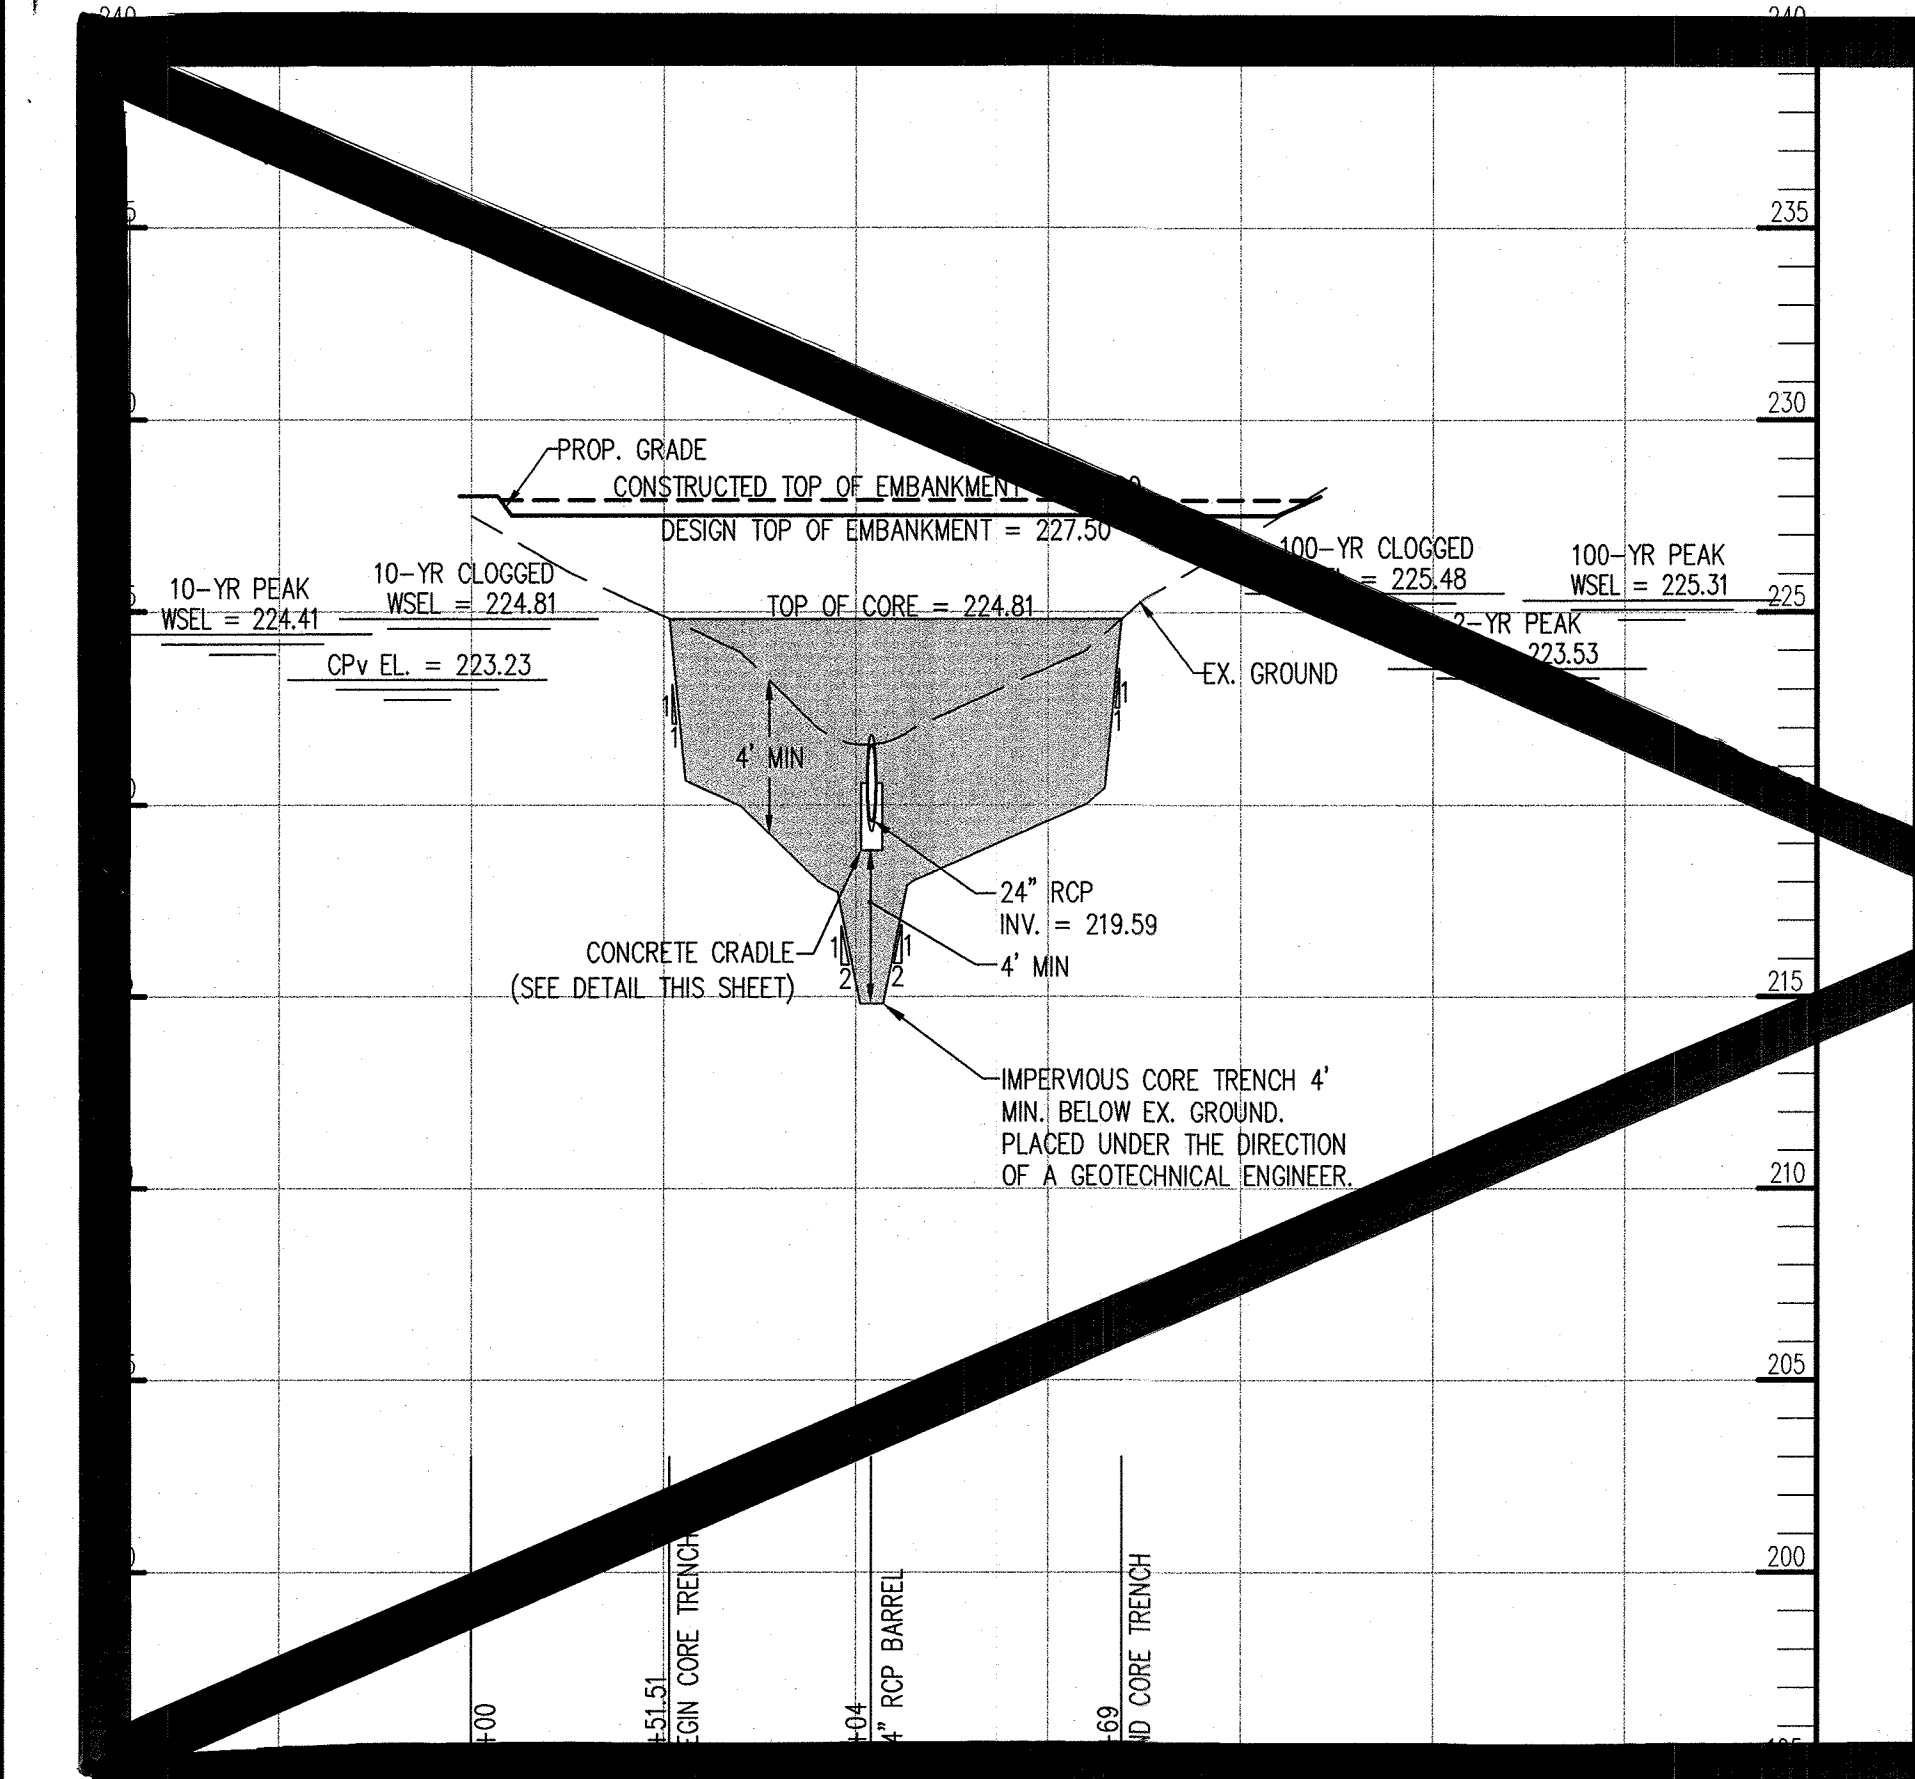 PROP. GRADE
CONSTRUCTED TOP OF EMBANKMENT
DESIGN TOP OF EMBANKMENT = 227.50
10-YR PEAK
WSEL = 224.41
10-YR CLOGGED
WSEL = 224.81
CPv EL. = 223.23
TOP OF CORE = 224.81
100-YR CLOGGED
= 225.48
100-YR PEAK
WSEL = 225.31
2-YR PEAK
223.53
EX. GROUND
4' MIN
1
1
1
1
24" RCP
INV. = 219.59
4' MIN
CONCRETE CRADLE
(SEE DETAIL THIS SHEET)
1
2
1
2
IMPERVIOUS CORE TRENCH 4'
MIN. BELOW EX. GROUND.
PLACED UNDER THE DIRECTION
OF A GEOTECHNICAL ENGINEER.
240
240
235
230
225
215
210
205
200
+00
+51.51
EGIN CORE TRENCH
+04
4" RCP BARREL
69
ND CORE TRENCH